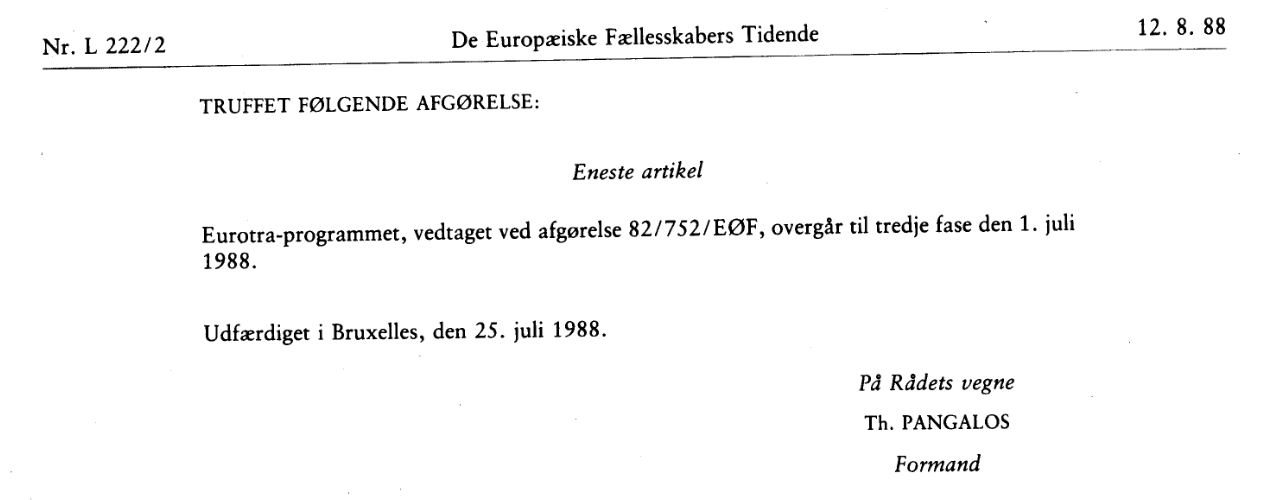 Nr. L 222/2 De Europæiske Fællesskabers Tidende 12. 8. 88
TRUFFET FØLGENDE AFGØRELSE:
Eneste artikel
Eurotra-programmet, vedtaget ved afgørelse 82/752/EØF, overgår til tredje fase den 1. juli
1988.
Udfærdiget i Bruxelles, den 25. juli 1988.
På Rådets vegne
Th. PANGALOS
Formand